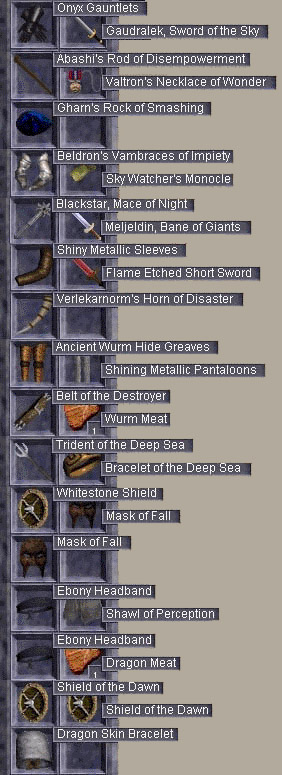 Onyx Gauntlets
Gaudralek, Sword of the Sky
Abashi's Rod of Disempowerment
Valtron's Necklace of Wonder
Gharn's Rock of Smashing
Beldron's Vambraces of Impiety
Sky Watcher's Monocle
Blackstar, Mace of Night
Meljeldin, Bane of Giants
Shiny Metallic Sleeves
Flame Etched Short Sword
Verlekarnorm's Horn of Disaster
Ancient Wurm Hide Greaves
Shining Metallic Pantaloons
Belt of the Destroyer
Wurm Meat
1
Trident of the Deep Sea
Bracelet of the Deep Sea
Whitestone Shield
Mask of Fall
Mask of Fall
Ebony Headband
Shawl of Perception
Ebony Headband
Dragon Meat
1
Shield of the Dawn
Shield of the Dawn
Dragon Skin Bracelet